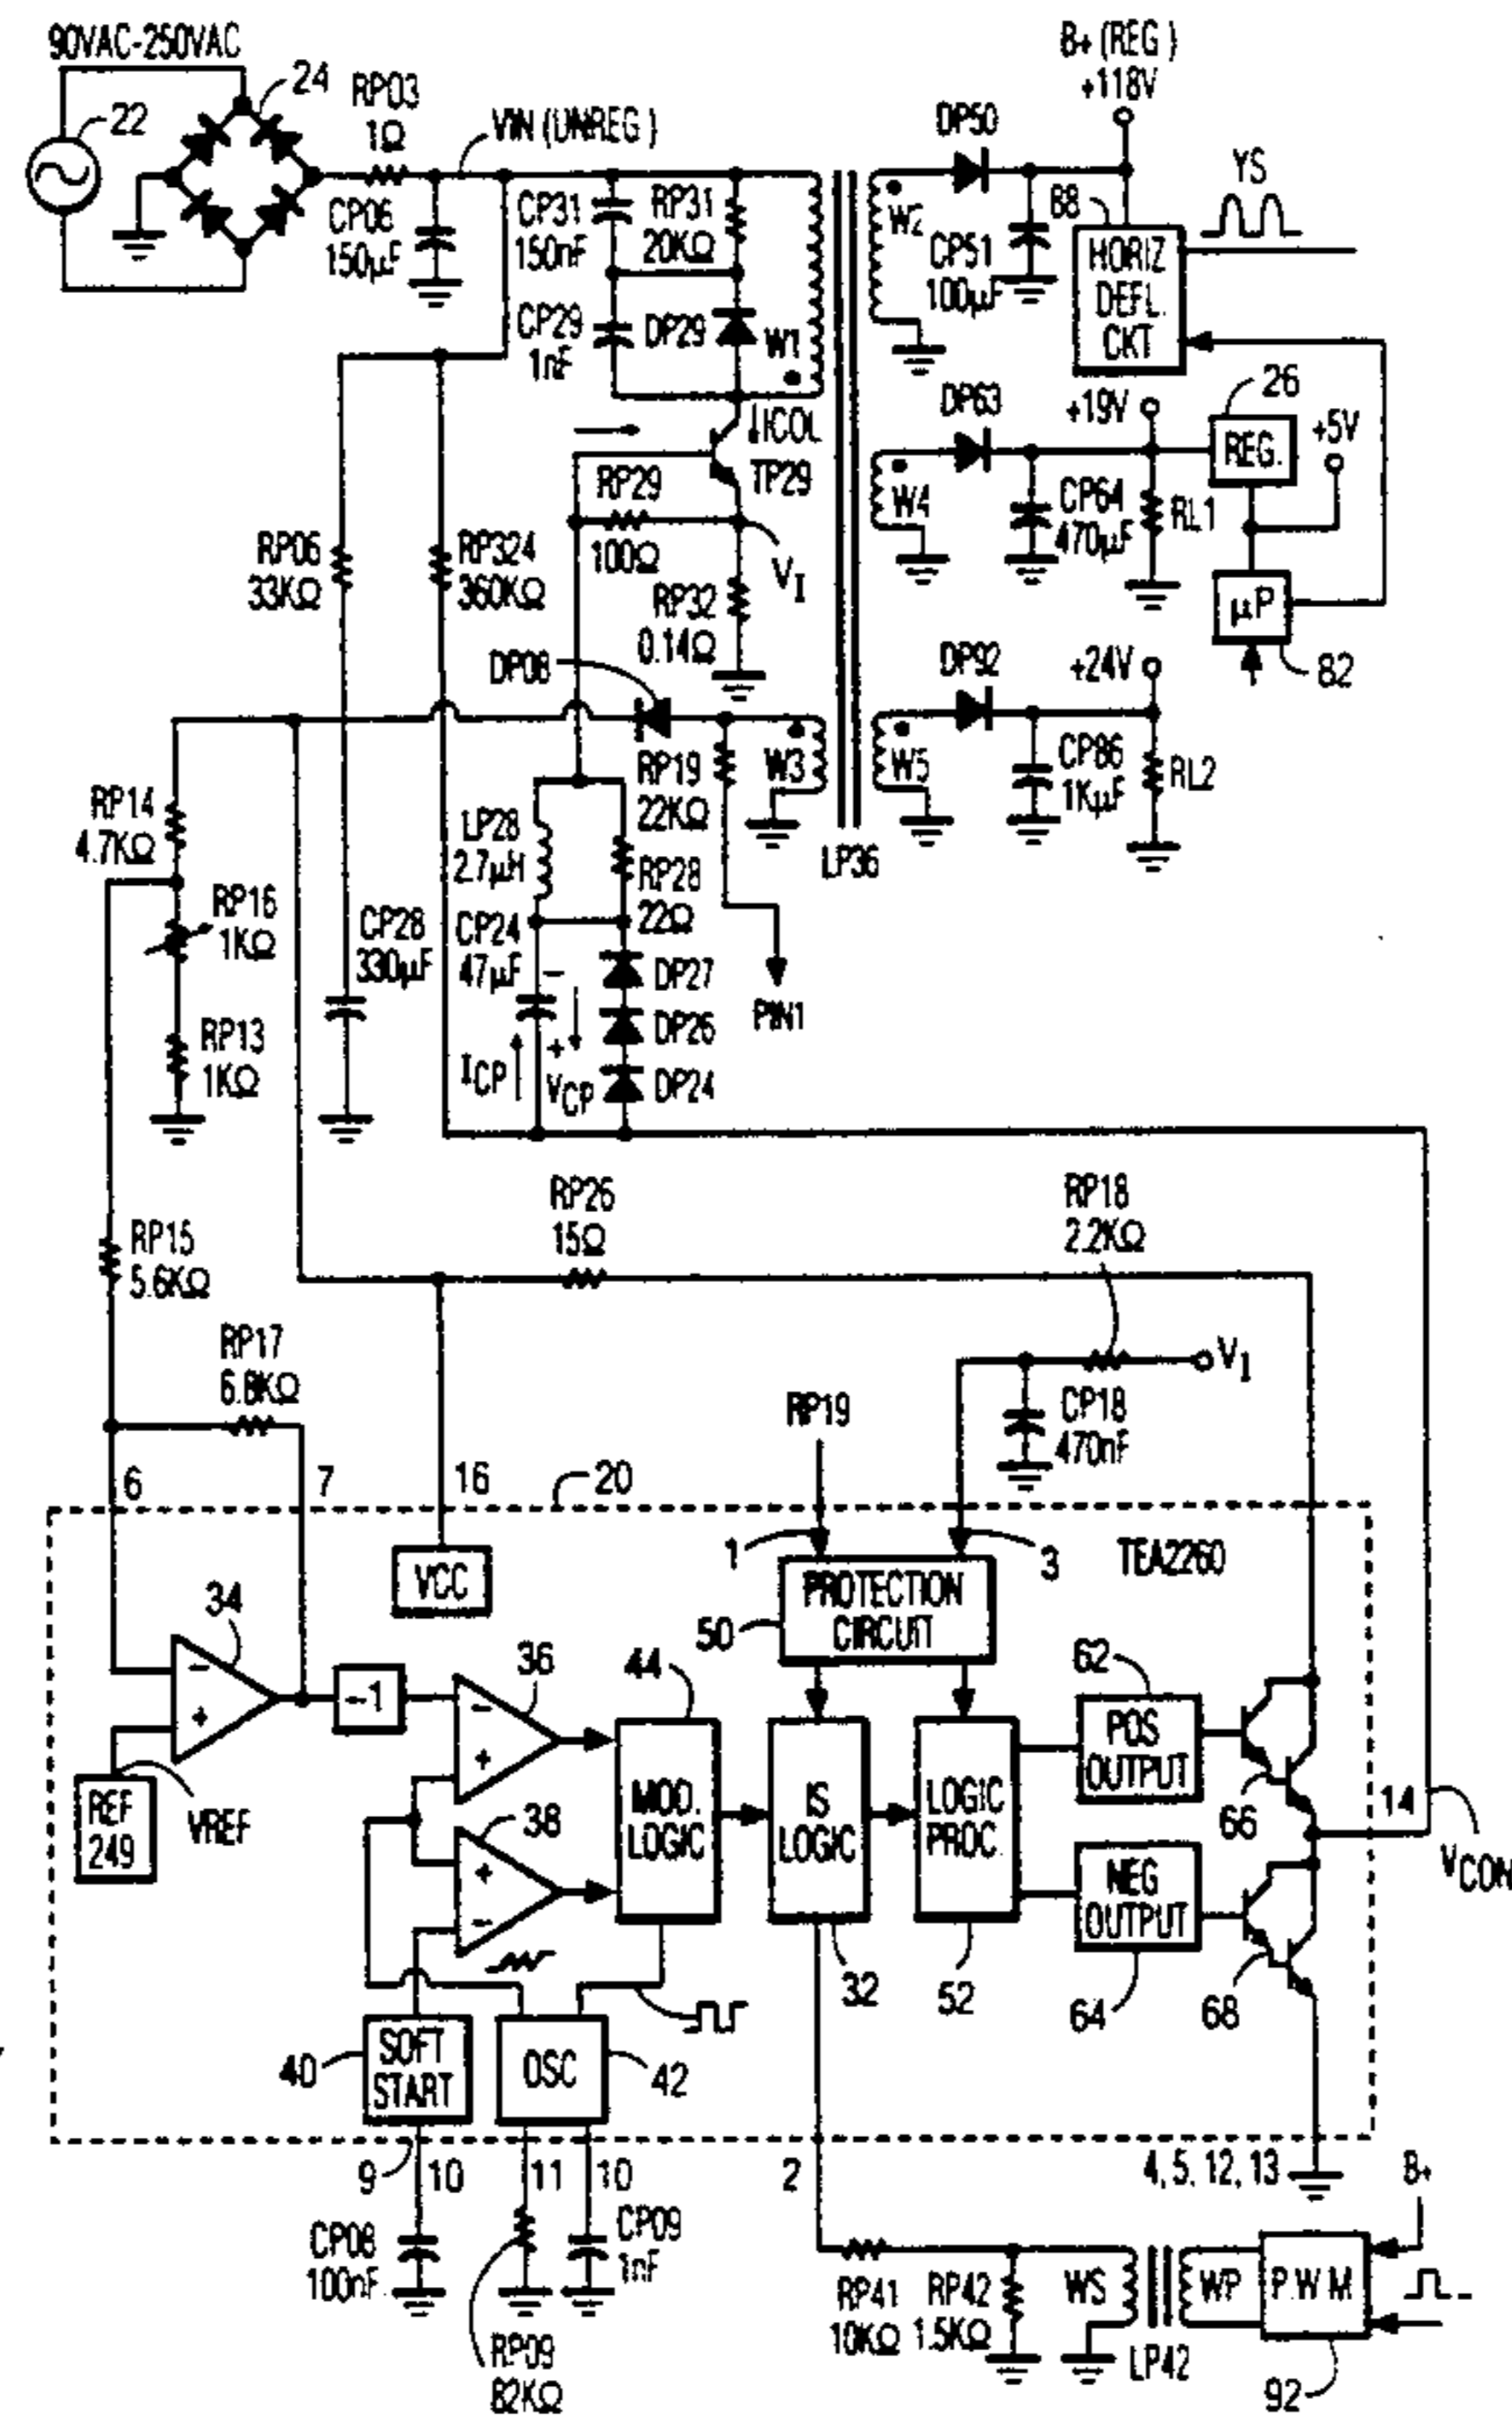 90VAC-250VAC
22
24
RP03
1Ω
VIN (UNREG)
CP06
150μF
CP31
150nF
RP31
20KΩ
CP29
1nF
DP29
W1
ICOL
TP29
RP29
100Ω
VI
RP32
0.14Ω
RP06
33KΩ
RP324
360KΩ
B+ (REG)
+118V
DP50
YS
68
W2
CP51
100μF
HORIZ
DEFL.
CKT
DP63
+19V
26
REG.
+5V
W4
CP64
470μF
RL1
μP
82
DP92
+24V
W5
CP86
1KμF
RL2
DP08
RP19
22KΩ
W3
LP36
RP14
4.7KΩ
RP16
1KΩ
RP13
1KΩ
CP28
330μF
LP28
2.7μH
RP28
22Ω
CP24
47μF
−
+
ICP
VCP
DP27
DP26
DP24
PIN1
RP26
15Ω
RP18
2.2KΩ
RP15
5.6KΩ
RP17
6.8KΩ
VI
CP18
470nF
RP19
6
7
16
20
1
3
TEA2260
VCC
PROTECTION
CIRCUIT
50
34
−
+
−1
36
−
+
44
MOD.
LOGIC
IS
LOGIC
32
LOGIC
PROC.
52
62
POS
OUTPUT
66
14
VCON
REF
249
VREF
38
+
−
NEG
OUTPUT
64
68
40
SOFT
START
OSC
42
9
10
11
10
2
4, 5, 12, 13
B+
CP08
100nF
CP09
1nF
RP09
82KΩ
RP41
10KΩ
RP42
1.5KΩ
WS
WP
LP42
P.W.M
92